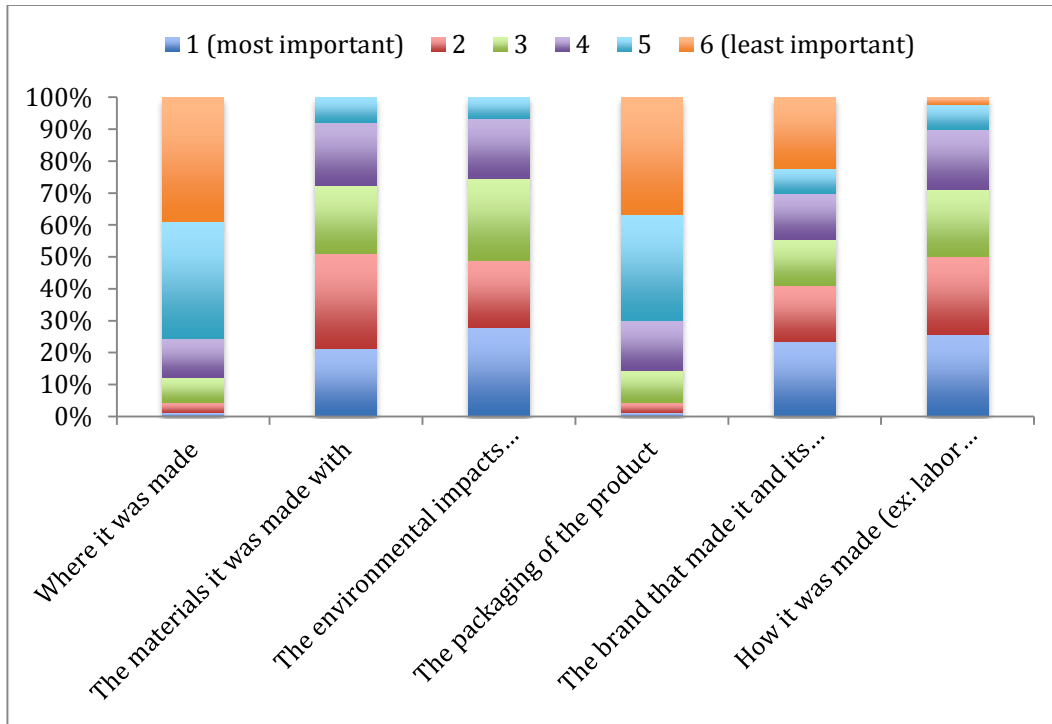 1 (most important) 2 3 4 5 6 (least important)
100%
90%
80%
70%
60%
50%
40%
30%
20%
10%
0%
Where it was made
The materials it was made with
The environmental impacts...
The packaging of the product
The brand that made it and its...
How it was made (ex: labor...